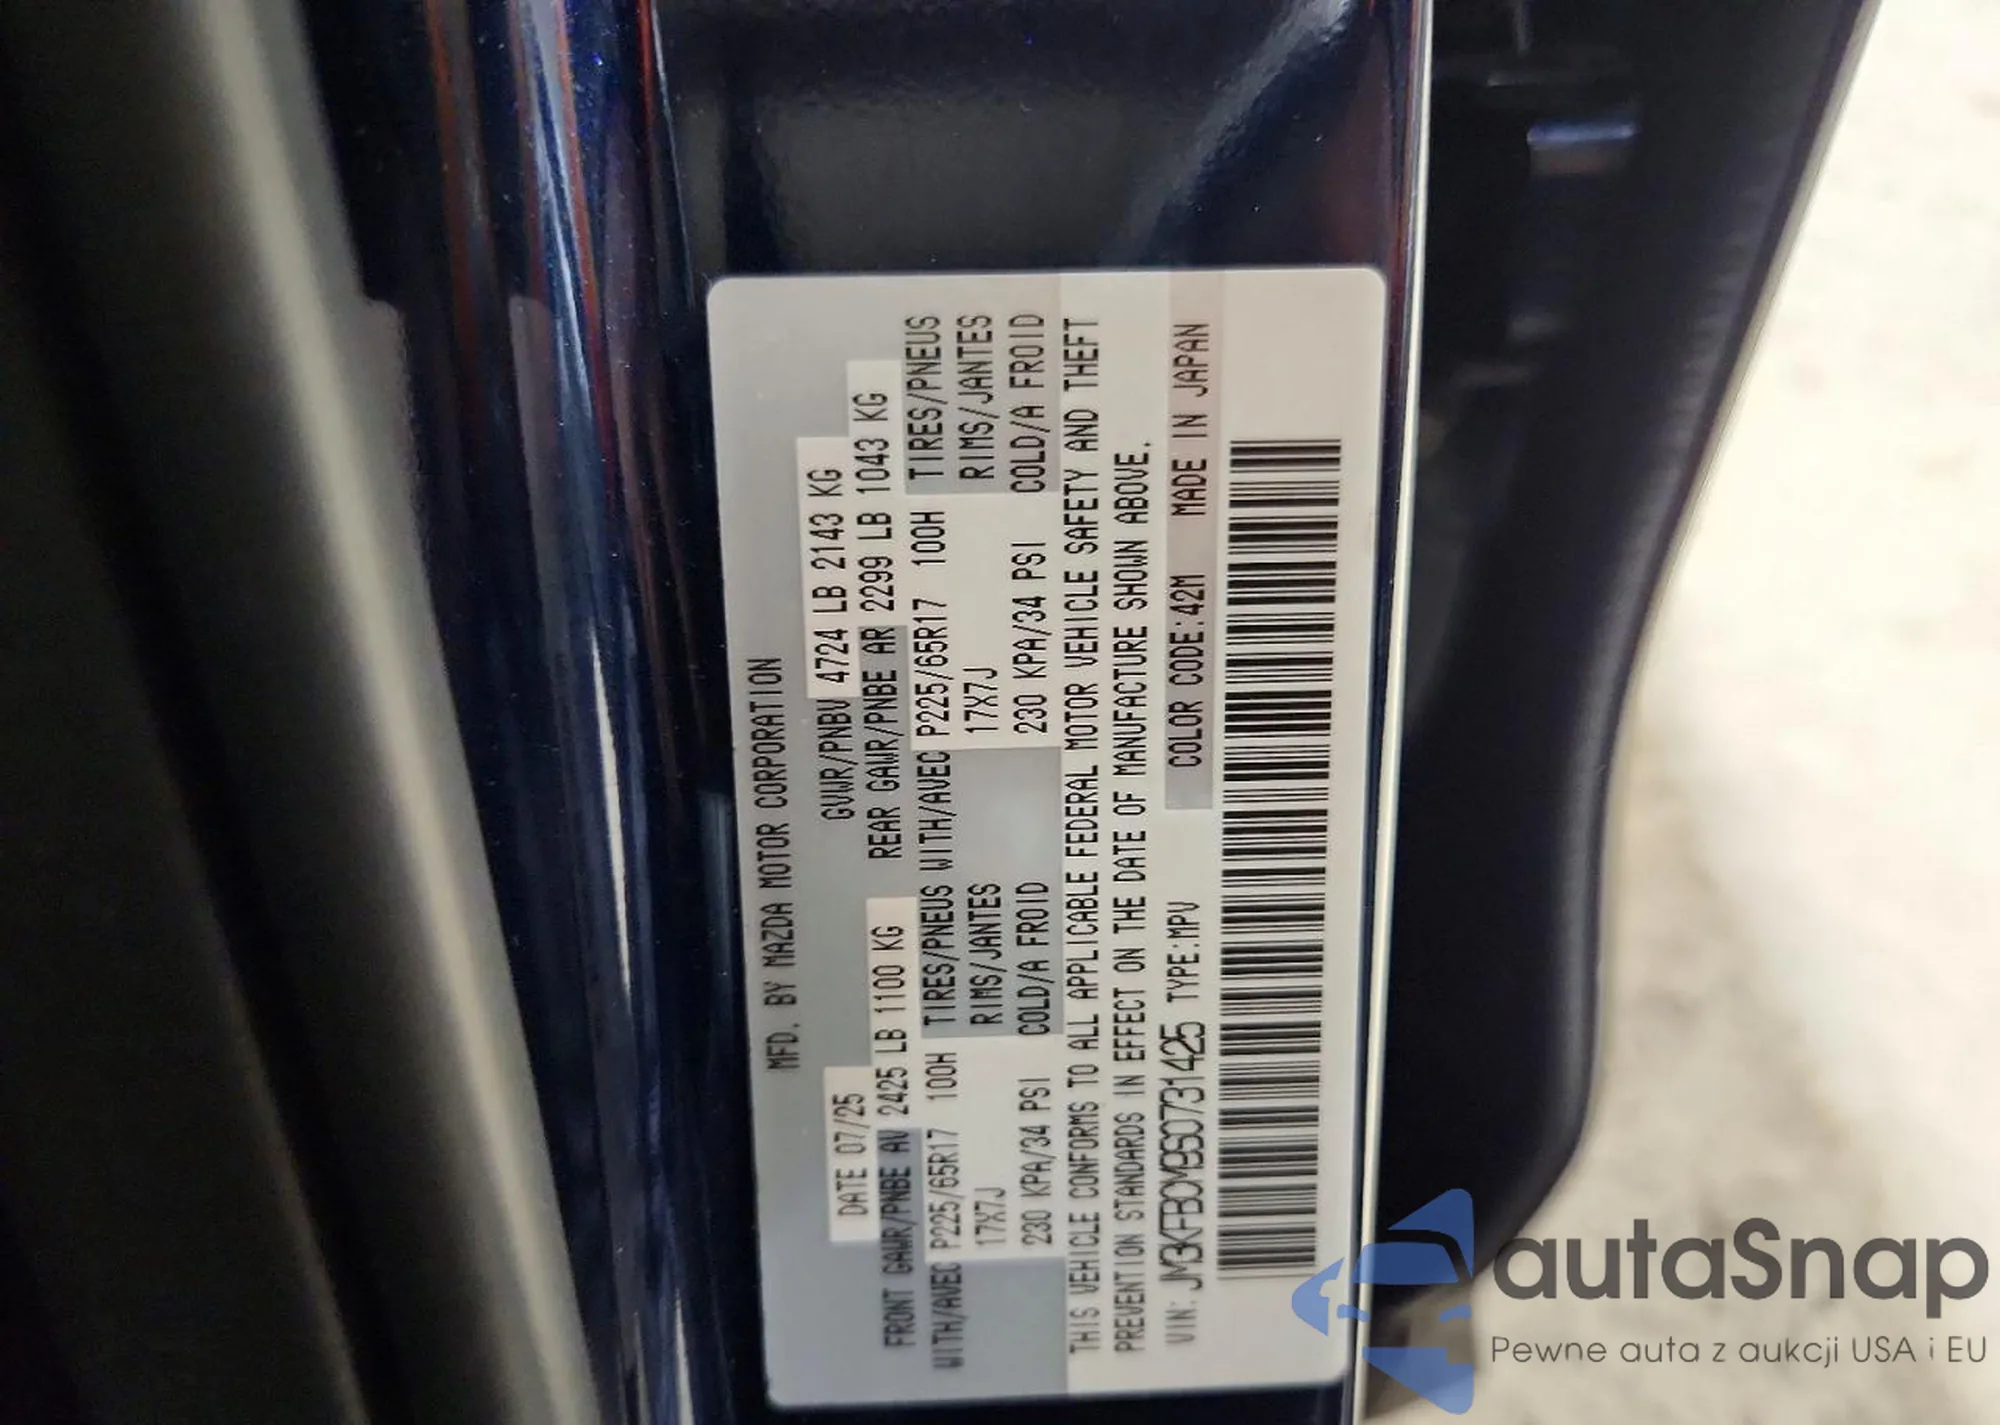 MFD. BY MAZDA MOTOR CORPORATION
DATE 07/25 GVWR/PNBV 4724 LB 2143 KG
FRONT GAWR/PNBE AV 2425 LB 1100 KG REAR GAWR/PNBE AR 2299 LB 1043 KG
WITH/AVEC P225/65R17 100H TIRES/PNEUS WITH/AVEC P225/65R17 100H TIRES/PNEUS
17X7J RIMS/JANTES 17X7J RIMS/JANTES
230 KPA/34 PSI COLD/A FROID 230 KPA/34 PSI COLD/A FROID
THIS VEHICLE CONFORMS TO ALL APPLICABLE FEDERAL MOTOR VEHICLE SAFETY AND THEFT
PREVENTION STANDARDS IN EFFECT ON THE DATE OF MANUFACTURE SHOWN ABOVE.
VIN: JM3KFB0M9S0731425 TYPE:MPV COLOR CODE:42M MADE IN JAPAN
autaSnap
Pewne auta z aukcji USA i EU